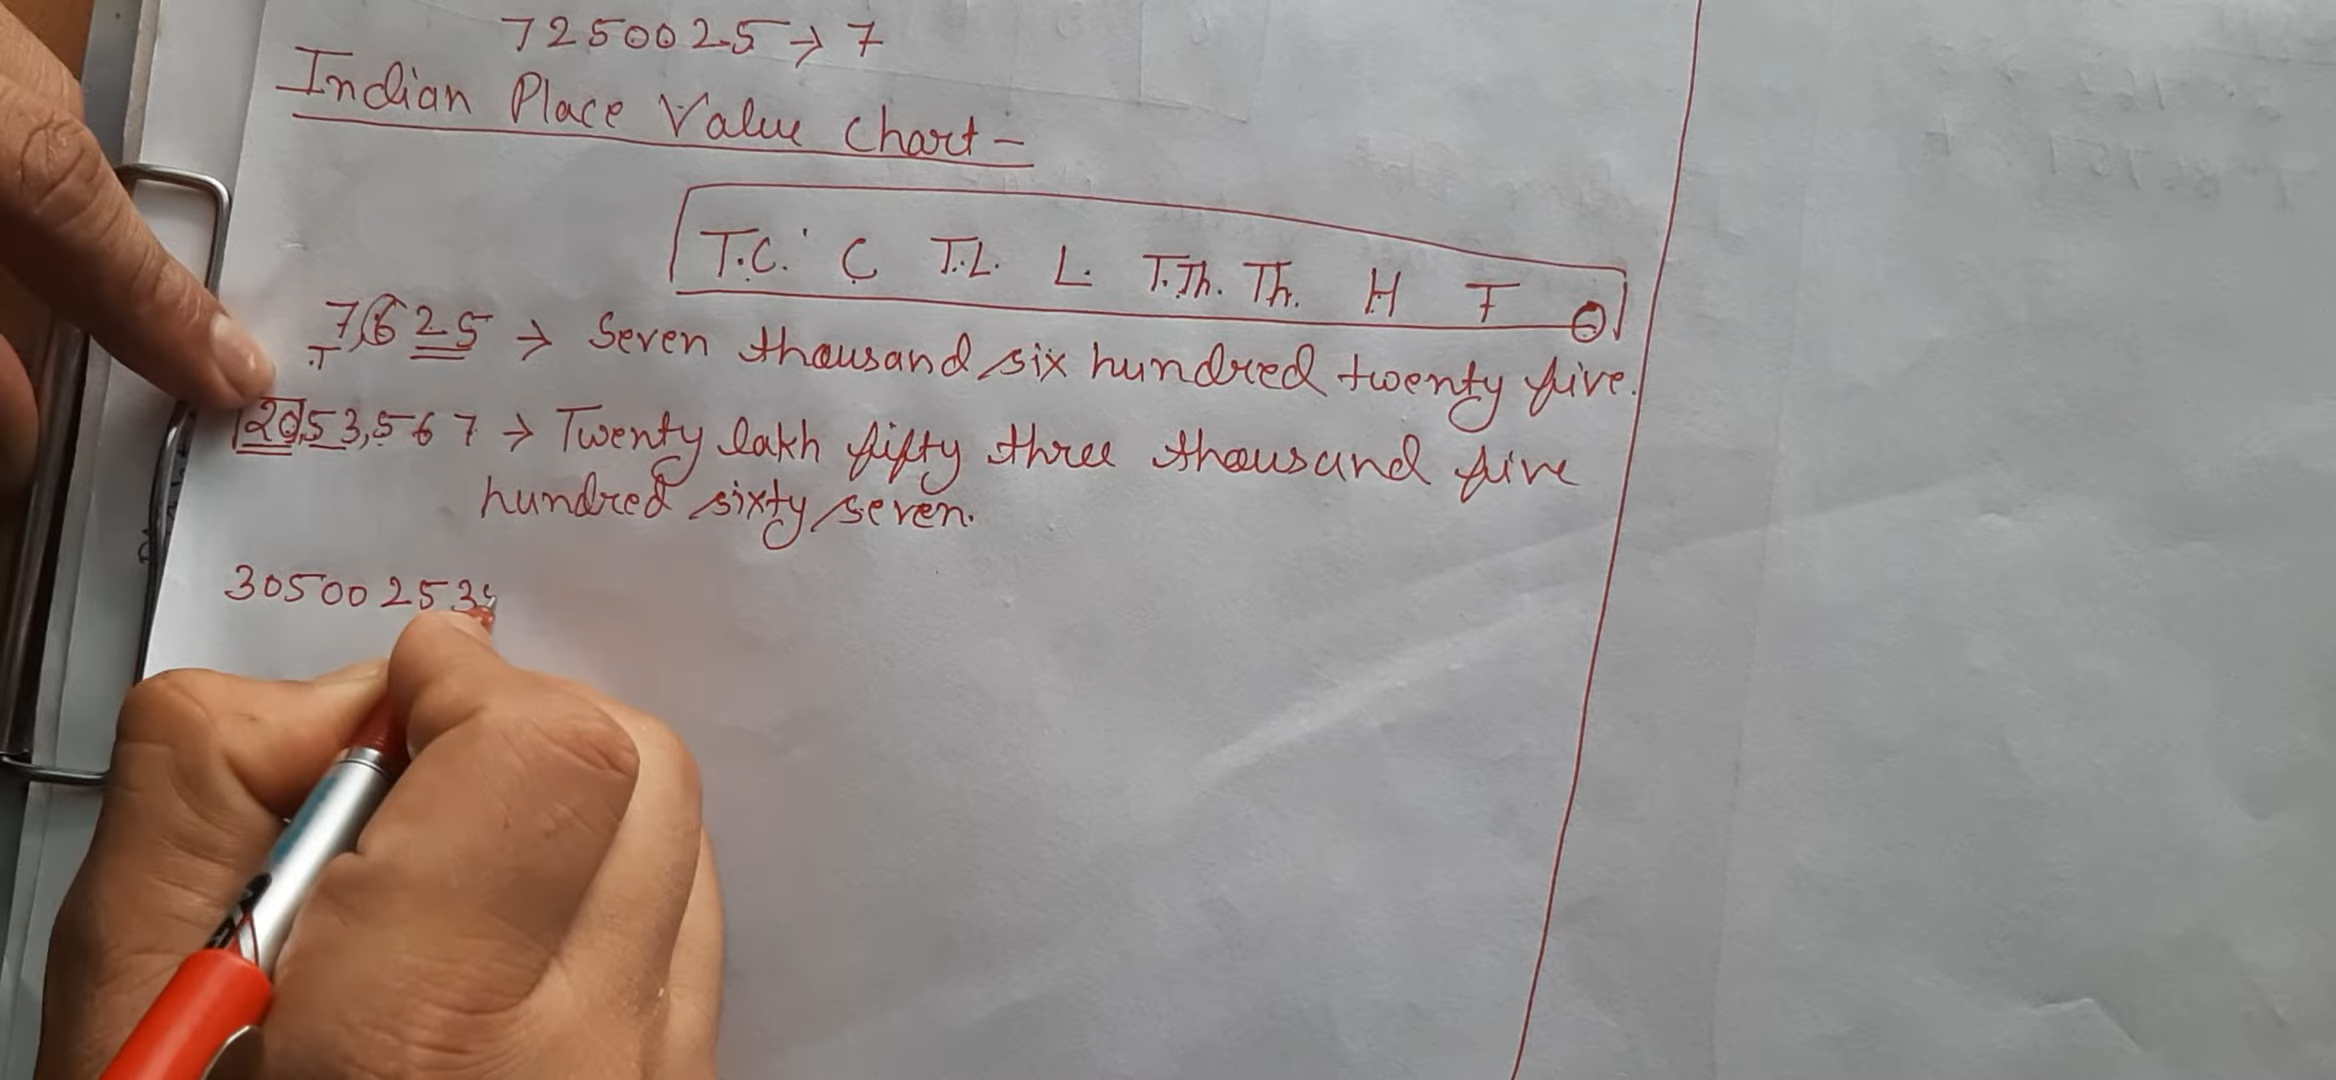 7250025 → 7
Indian Place Value Chart -
T.C. C T.L. L. T.Th. Th. H T O
7,625 → Seven thousand six hundred twenty five.
T
20,53,567 → Twenty lakh fifty three thousand five
hundred sixty seven.
30500253